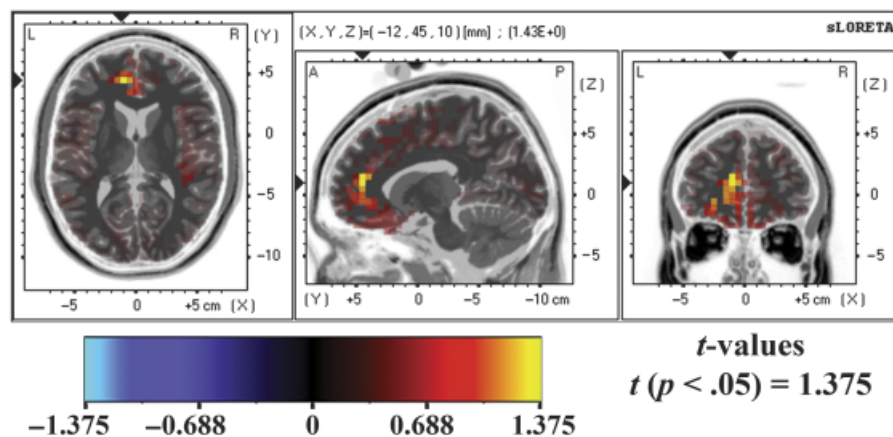 (X, Y, Z)=(-12, 45, 10) [mm] ; (1.43E+0) sLORETA
L R (Y)
+5
0
-5
-10
-5 0 +5 cm (X)
A P (Z)
+5
0
-5
(Y) +5 0 -5 -10 cm
L R (Z)
+5
0
-5
-5 0 +5 cm (X)
−1.375 −0.688 0 0.688 1.375
t-values
t (p < .05) = 1.375